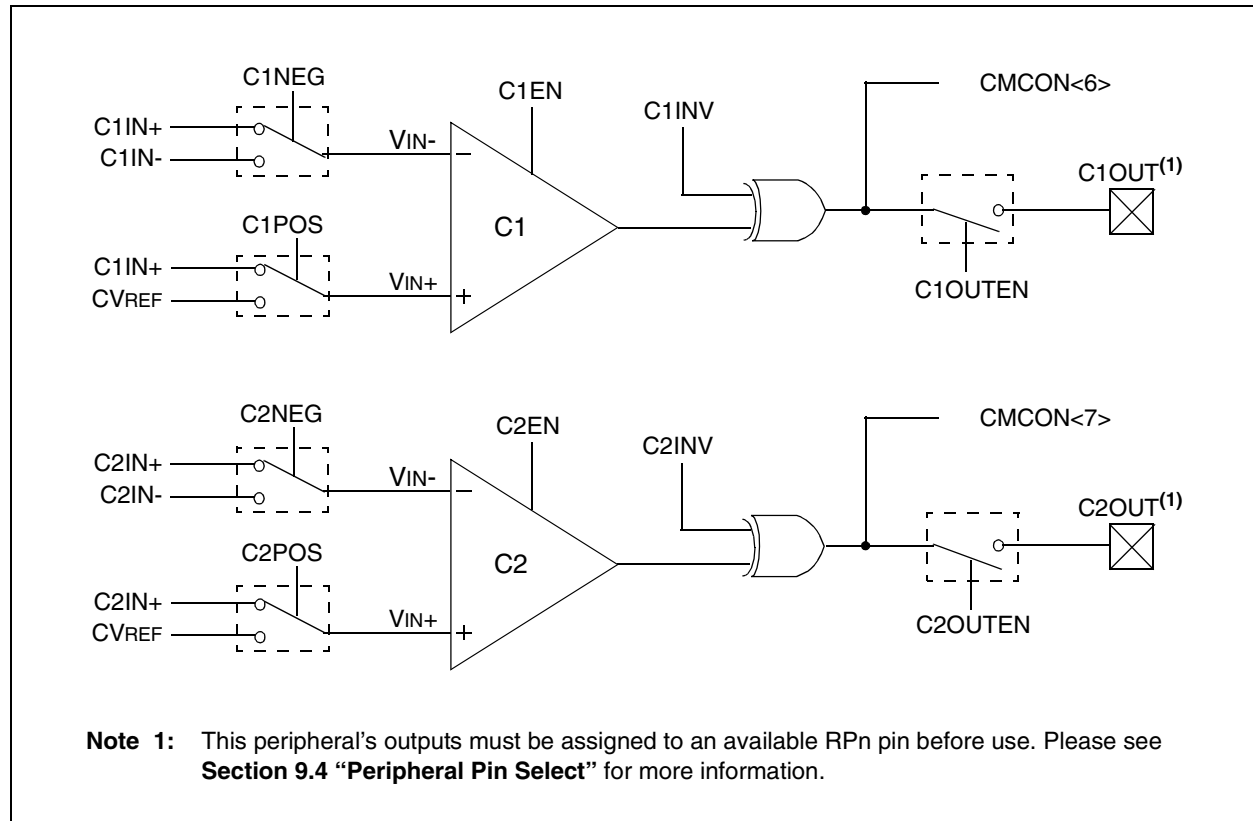 C1NEG
C1EN
CMCON<6>
C1IN+
C1IN-
VIN-
C1INV
C1OUT(1)
−
C1
C1POS
C1IN+
CVREF
VIN+
+
C1OUTEN
C2NEG
C2EN
CMCON<7>
C2IN+
C2IN-
VIN-
C2INV
C2OUT(1)
−
C2
C2POS
C2IN+
CVREF
VIN+
+
C2OUTEN
Note 1: This peripheral's outputs must be assigned to an available RPn pin before use. Please see
Section 9.4 “Peripheral Pin Select” for more information.